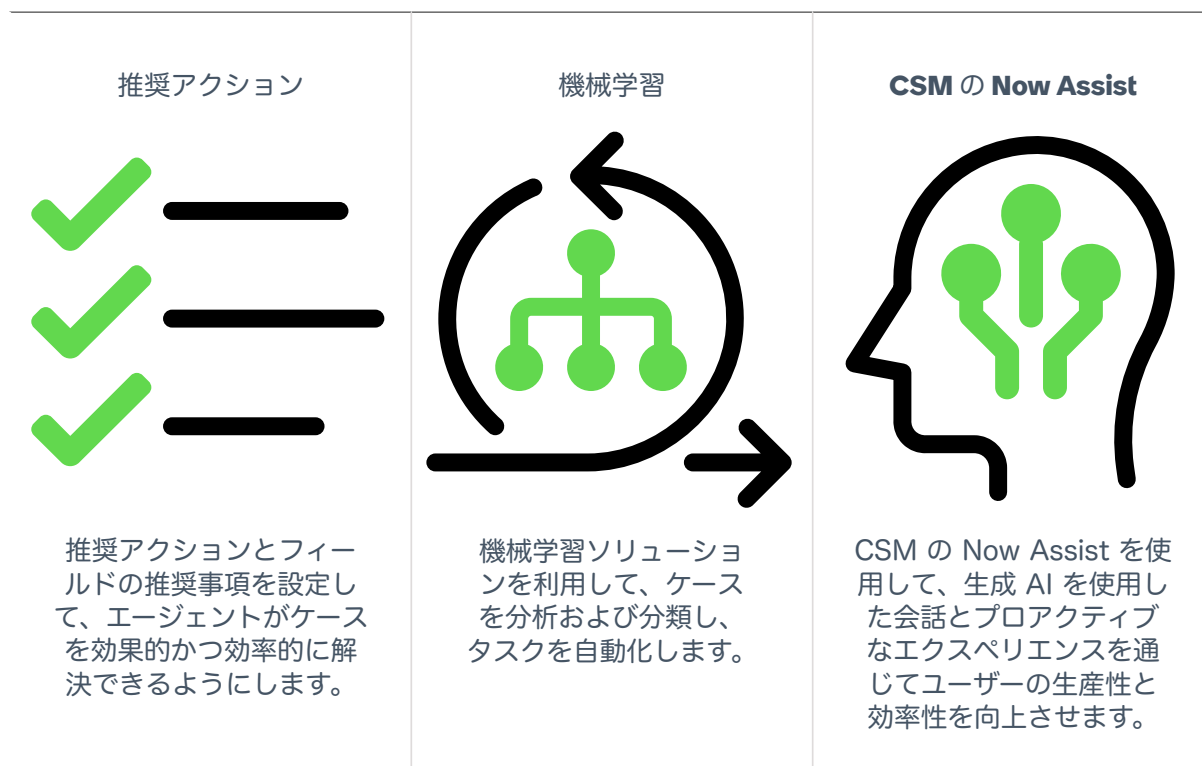 推奨アクション
推奨アクションとフィー
ルドの推奨事項を設定し
て、エージェントがケース
を効果的かつ効率的に解
決できるようにします。
機械学習
機械学習ソリューショ
ンを利用して、ケース
を分析および分類し、
タスクを自動化します。
CSM の Now Assist
CSM の Now Assist を使
用して、生成 AI を使用し
た会話とプロアクティブ
なエクスペリエンスを通
じてユーザーの生産性と
効率性を向上させます。